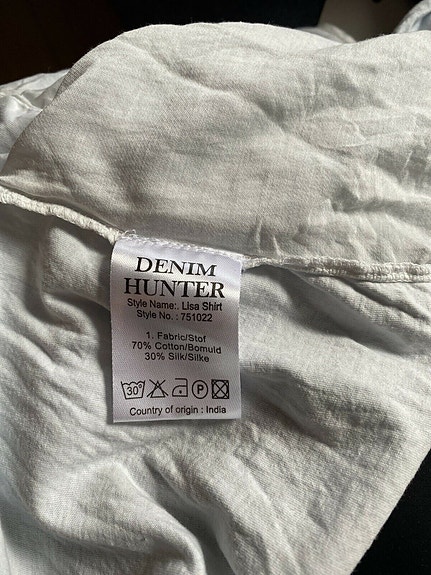 DENIM
HUNTER
Style Name:. Lisa Shirt
Style No. : 751022
1. Fabric/Stof
70% Cotton/Bomuld
30% Silk/Silke
30° P
Country of origin : India